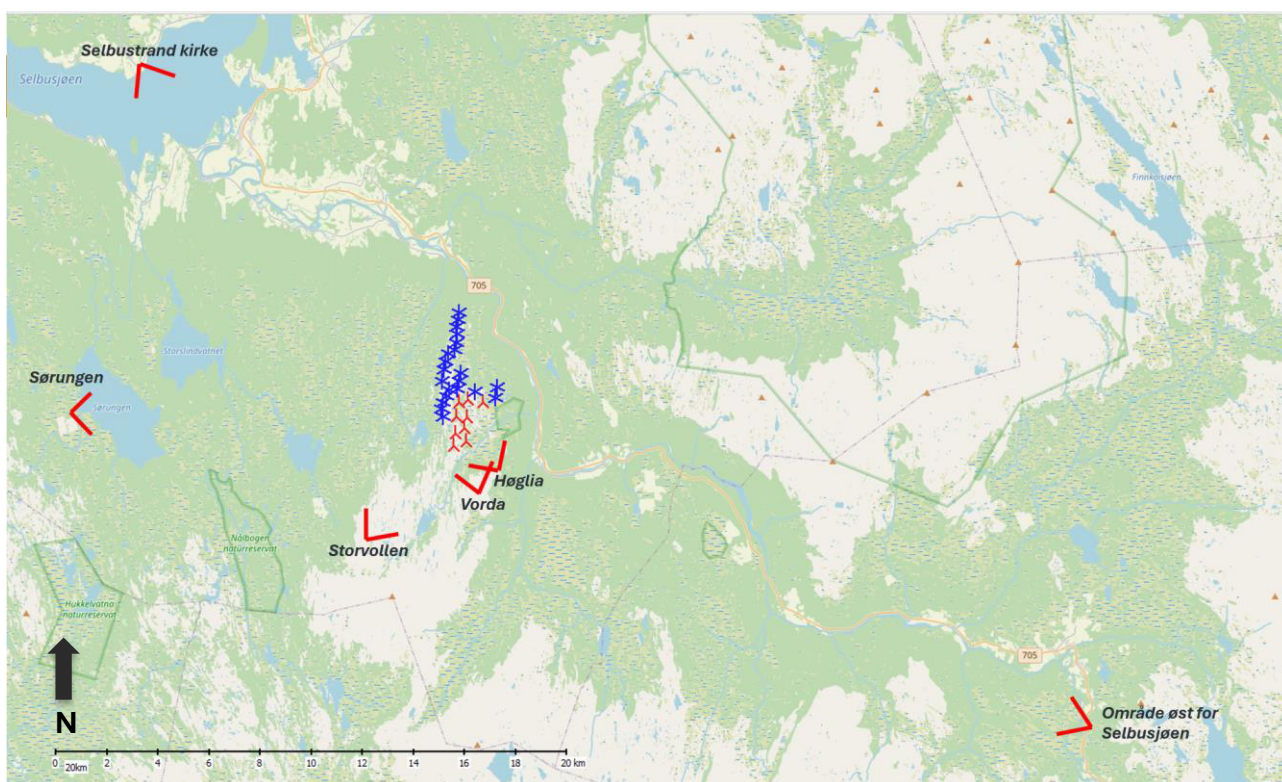 Selbustrand kirke
Selbusjøen
Finnkoisjøen
705
Storslindvatnet
Sørungen
Sørungen
Høglia
Vorda
Storvollen
Nålbogen
naturreservat
Hukkelvatna
naturreservat
705
Område øst for
Selbusjøen
N
0 2 4 6 8 10 12 14 16 18 20 km
20km